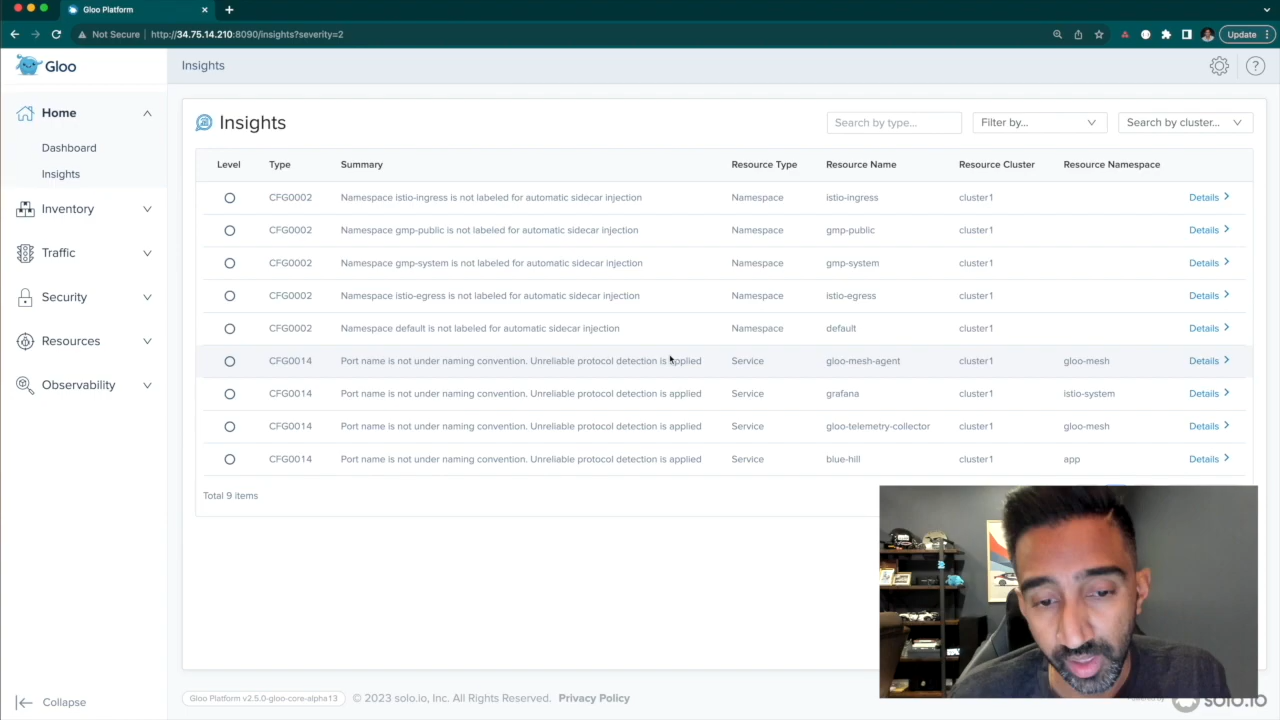 Gloo Platform
Not Secure http://34.75.14.210:8090/insights?severity=2 Update
Gloo
Insights
Home
Dashboard
Insights
Inventory
Traffic
Security
Resources
Observability
Collapse
Insights
Search by type... Filter by... Search by cluster...
Level Type Summary Resource Type Resource Name Resource Cluster Resource Namespace
CFG0002 Namespace istio-ingress is not labeled for automatic sidecar injection Namespace istio-ingress cluster1 Details
CFG0002 Namespace gmp-public is not labeled for automatic sidecar injection Namespace gmp-public cluster1 Details
CFG0002 Namespace gmp-system is not labeled for automatic sidecar injection Namespace gmp-system cluster1 Details
CFG0002 Namespace istio-egress is not labeled for automatic sidecar injection Namespace istio-egress cluster1 Details
CFG0002 Namespace default is not labeled for automatic sidecar injection Namespace default cluster1 Details
CFG0014 Port name is not under naming convention. Unreliable protocol detection is applied Service gloo-mesh-agent cluster1 gloo-mesh Details
CFG0014 Port name is not under naming convention. Unreliable protocol detection is applied Service grafana cluster1 istio-system Details
CFG0014 Port name is not under naming convention. Unreliable protocol detection is applied Service gloo-telemetry-collector cluster1 gloo-mesh Details
CFG0014 Port name is not under naming convention. Unreliable protocol detection is applied Service blue-hill cluster1 app Details
Total 9 items
Gloo Platform v2.5.0-gloo-core-alpha13 © 2023 solo.io, Inc. All Rights Reserved. Privacy Policy
solo.io